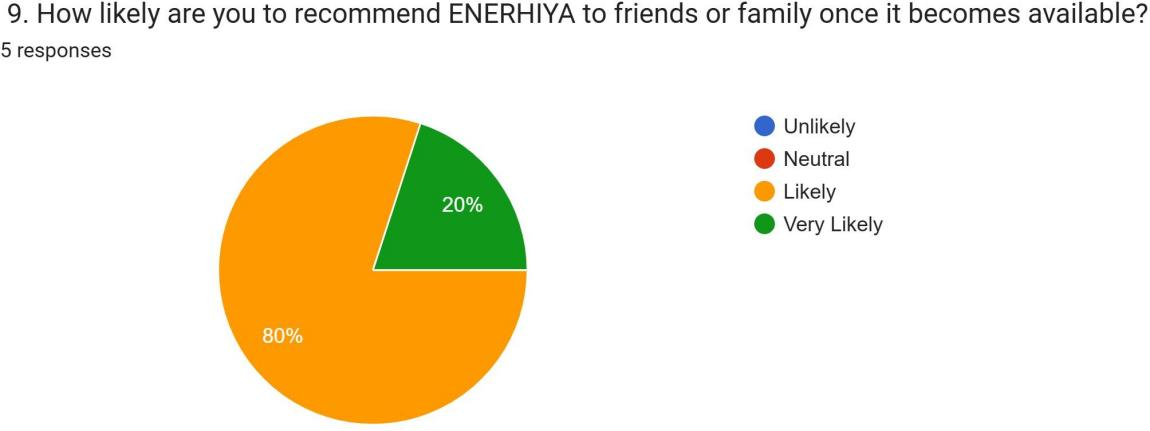 9. How likely are you to recommend ENERHIYA to friends or family once it becomes available?
5 responses
Unlikely
Neutral
Likely
Very Likely
20%
80%